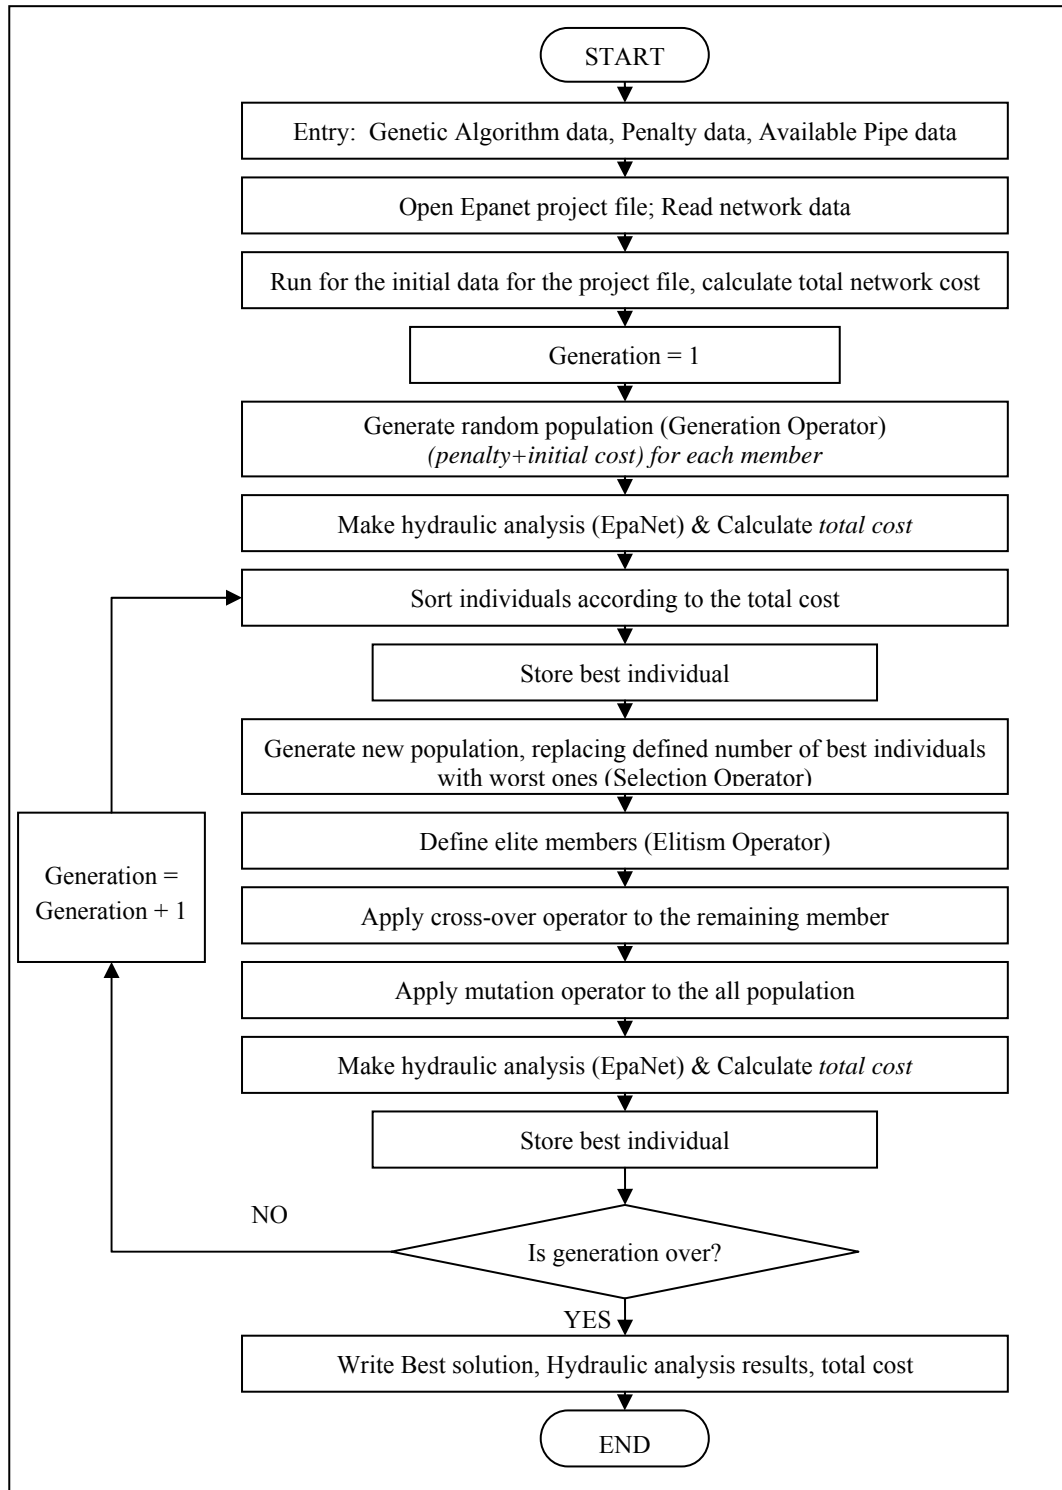 START
Entry:  Genetic Algorithm data, Penalty data, Available Pipe data
Open Epanet project file; Read network data
Run for the initial data for the project file, calculate total network cost
Generation = 1
Generate random population (Generation Operator)
(penalty+initial cost) for each member
Make hydraulic analysis (EpaNet) & Calculate total cost
Sort individuals according to the total cost
Store best individual
Generate new population, replacing defined number of best individuals
with worst ones (Selection Operator)
Define elite members (Elitism Operator)
Generation =
Generation + 1
Apply cross-over operator to the remaining member
Apply mutation operator to the all population
Make hydraulic analysis (EpaNet) & Calculate total cost
Store best individual
NO
Is generation over?
YES
Write Best solution, Hydraulic analysis results, total cost
END